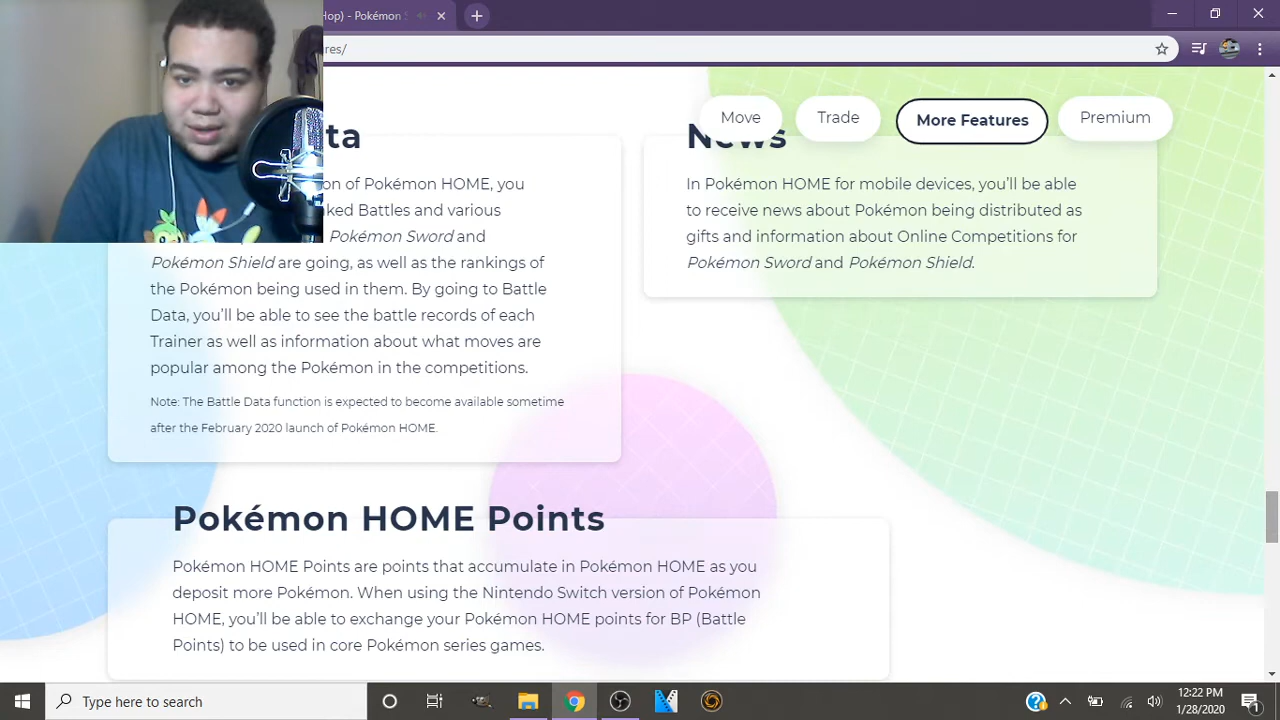 Hop) - Pokémon S
res/
Move
Trade
More Features
Premium
ta
on of Pokémon HOME, you
nked Battles and various
Pokémon Sword and
Pokémon Shield are going, as well as the rankings of
the Pokémon being used in them. By going to Battle
Data, you'll be able to see the battle records of each
Trainer as well as information about what moves are
popular among the Pokémon in the competitions.
Note: The Battle Data function is expected to become available sometime
after the February 2020 launch of Pokémon HOME.
News
In Pokémon HOME for mobile devices, you'll be able
to receive news about Pokémon being distributed as
gifts and information about Online Competitions for
Pokémon Sword and Pokémon Shield.
Pokémon HOME Points
Pokémon HOME Points are points that accumulate in Pokémon HOME as you
deposit more Pokémon. When using the Nintendo Switch version of Pokémon
HOME, you'll be able to exchange your Pokémon HOME points for BP (Battle
Points) to be used in core Pokémon series games.
Type here to search
12:22 PM
1/28/2020
1